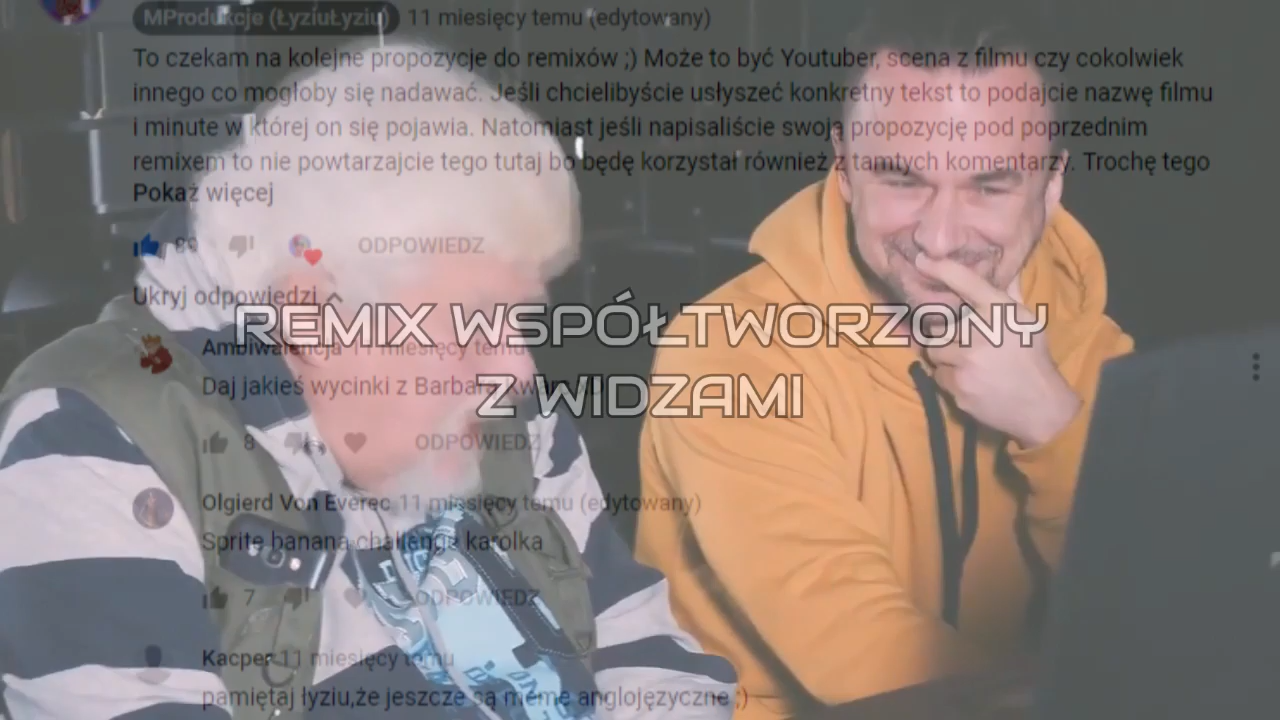 MProdukcje (ŁyziuŁyziu) 11 miesięcy temu (edytowany)
To czekam na kolejne propozycje do remixów ;) Może to być Youtuber, scena z filmu czy cokolwiek
innego co mogłoby się nadawać. Jeśli chcielibyście usłyszeć konkretny tekst to podajcie nazwę filmu
i minute w której on się pojawia. Natomiast jeśli napisaliście swoją propozycję pod poprzednim
remixem to nie powtarzajcie tego tutaj bo będę korzystał również z tamtych komentarzy. Trochę tego
Pokaż więcej
ODPOWIEDZ
Ukryj odpowiedzi
REMIX WSPÓŁTWORZONY
Ambiwalencja 11 miesięcy temu
Daj jakieś wycinki z Barbara
Z WIDZAMI
8 ODPOWIEDZ
Olgierd Von Everec 11 miesięcy temu (edytowany)
Sprite banana challenge karolka
7 ODPOWIEDZ
Kacper 11 miesięcy temu
pamiętaj łyziu,że jeszcze są meme anglojęzyczne ;)